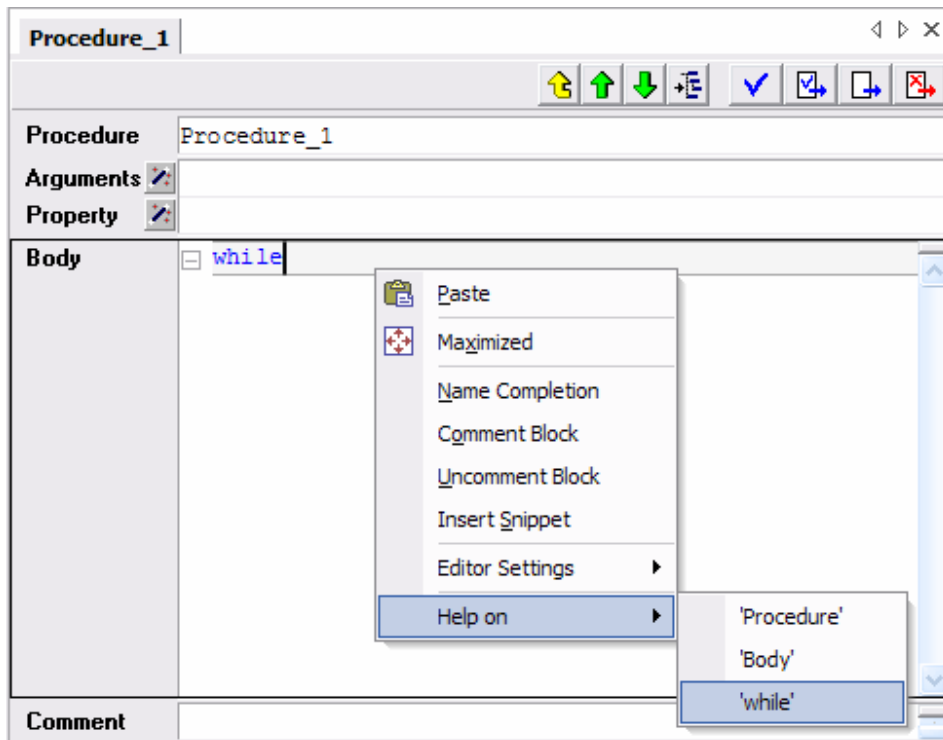 Procedure_1
Procedure Procedure_1
Arguments
Property
Body while
Paste
Maximized
Name Completion
Comment Block
Uncomment Block
Insert Snippet
Editor Settings
Help on
'Procedure'
'Body'
'while'
Comment